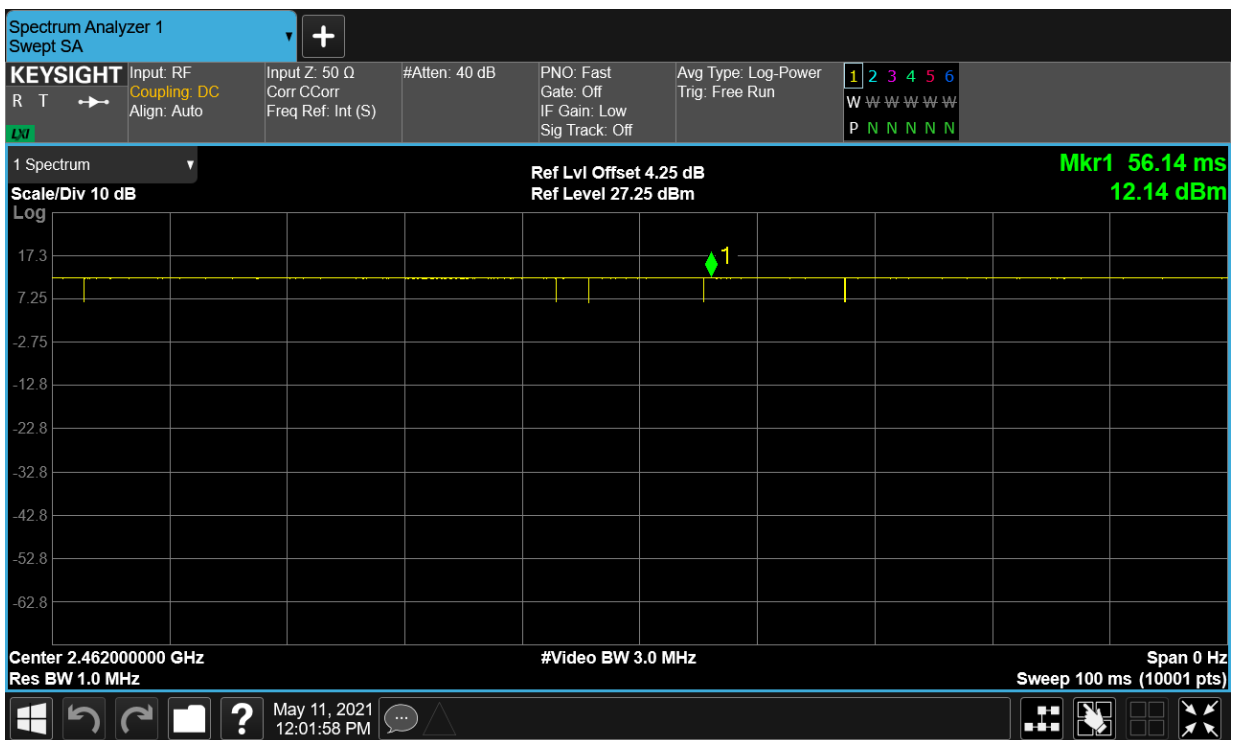 Spectrum Analyzer 1
Swept SA
KEYSIGHT
R T
LXI
Input: RF
Coupling: DC
Align: Auto
Input Z: 50 Ω
Corr CCorr
Freq Ref: Int (S)
#Atten: 40 dB
PNO: Fast
Gate: Off
IF Gain: Low
Sig Track: Off
Avg Type: Log-Power
Trig: Free Run
1 2 3 4 5 6
W W W W W W
P N N N N N
1 Spectrum
Scale/Div 10 dB
Ref Lvl Offset 4.25 dB
Ref Level 27.25 dBm
Mkr1 56.14 ms
12.14 dBm
Log
1
17.3
7.25
-2.75
-12.8
-22.8
-32.8
-42.8
-52.8
-62.8
Center 2.462000000 GHz
Res BW 1.0 MHz
#Video BW 3.0 MHz
Span 0 Hz
Sweep 100 ms (10001 pts)
?
May 11, 2021
12:01:58 PM